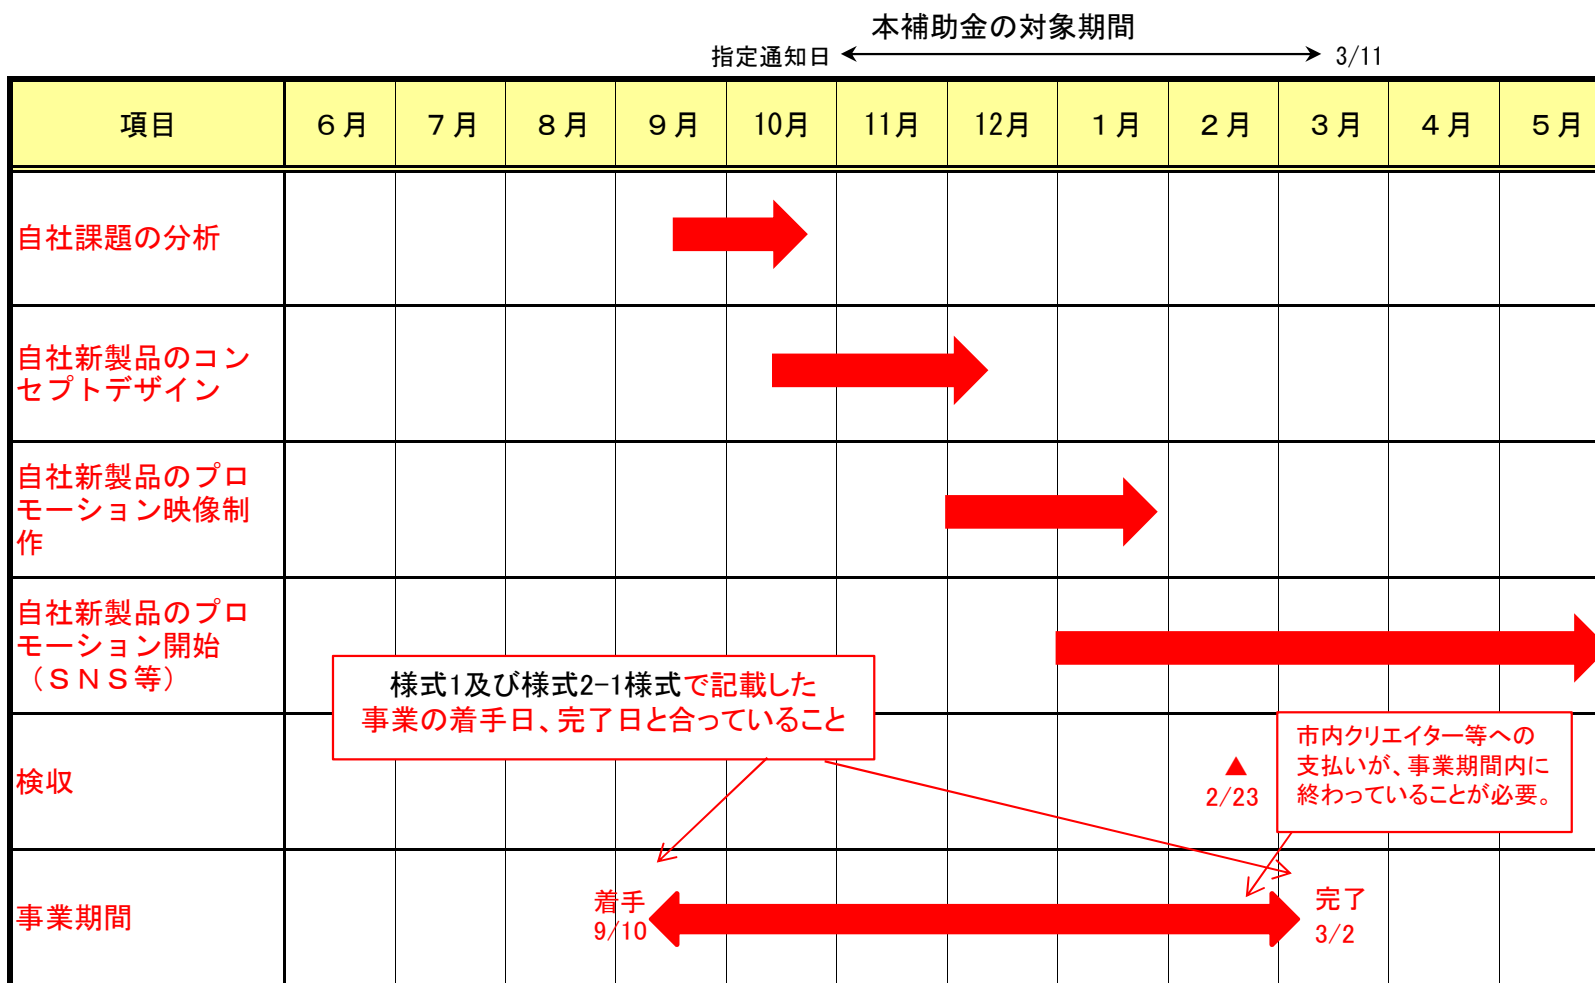 本補助金の対象期間
指定通知日
3/11
項目
６月
７月
８月
９月
10月
11月
12月
１月
２月
３月
４月
５月
自社課題の分析
自社新製品のコン
セプトデザイン
自社新製品のプロ
モーション映像制
作
自社新製品のプロ
モーション開始
（ＳＮＳ等）
様式1及び様式2-1様式で記載した
事業の着手日、完了日と合っていること
検収
▲
2/23
市内クリエイター等への
支払いが、事業期間内に
終わっていることが必要。
事業期間
着手
9/10
完了
3/2